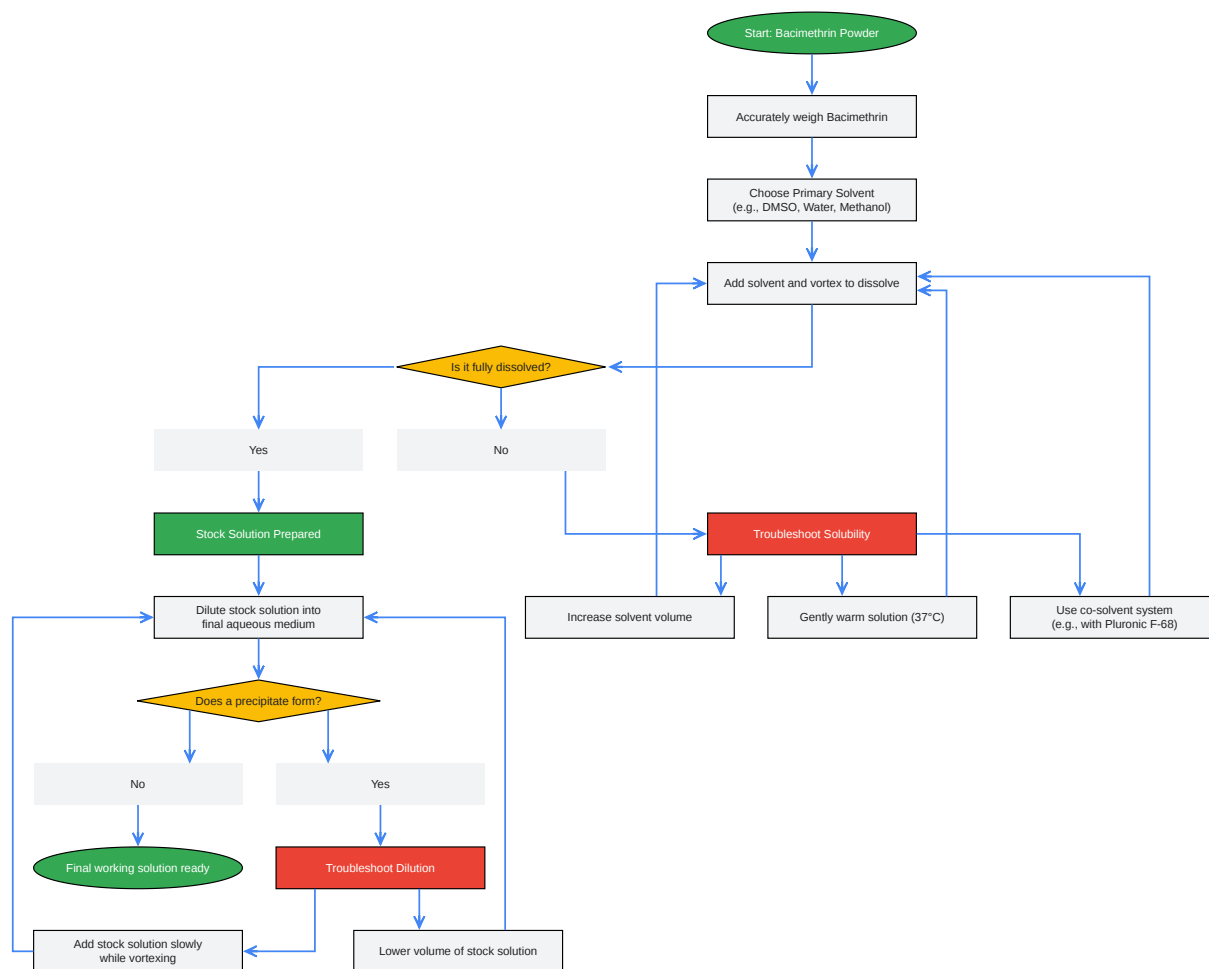 Start: Bacimethrin Powder
Accurately weigh Bacimethrin
Choose Primary Solvent
(e.g., DMSO, Water, Methanol)
Add solvent and vortex to dissolve
Is it fully dissolved?
Yes
No
Stock Solution Prepared
Troubleshoot Solubility
Dilute stock solution into
final aqueous medium
Increase solvent volume
Gently warm solution (37°C)
Use co-solvent system
(e.g., with Pluronic F-68)
Does a precipitate form?
No
Yes
Final working solution ready
Troubleshoot Dilution
Add stock solution slowly
while vortexing
Lower volume of stock solution